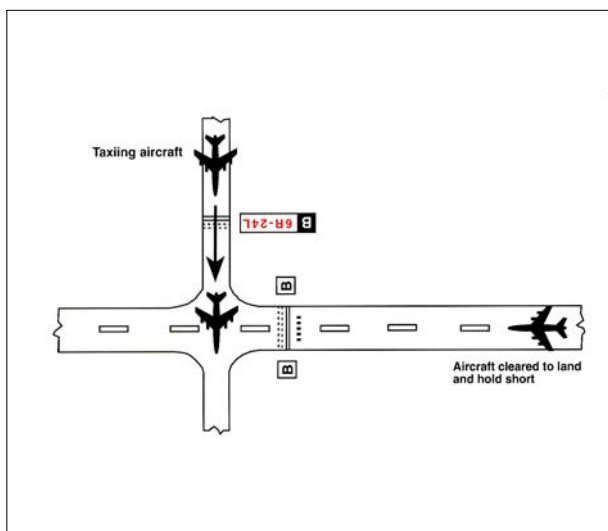 Taxiing aircraft
6R-24L B
B
B
Aircraft cleared to land
and hold short